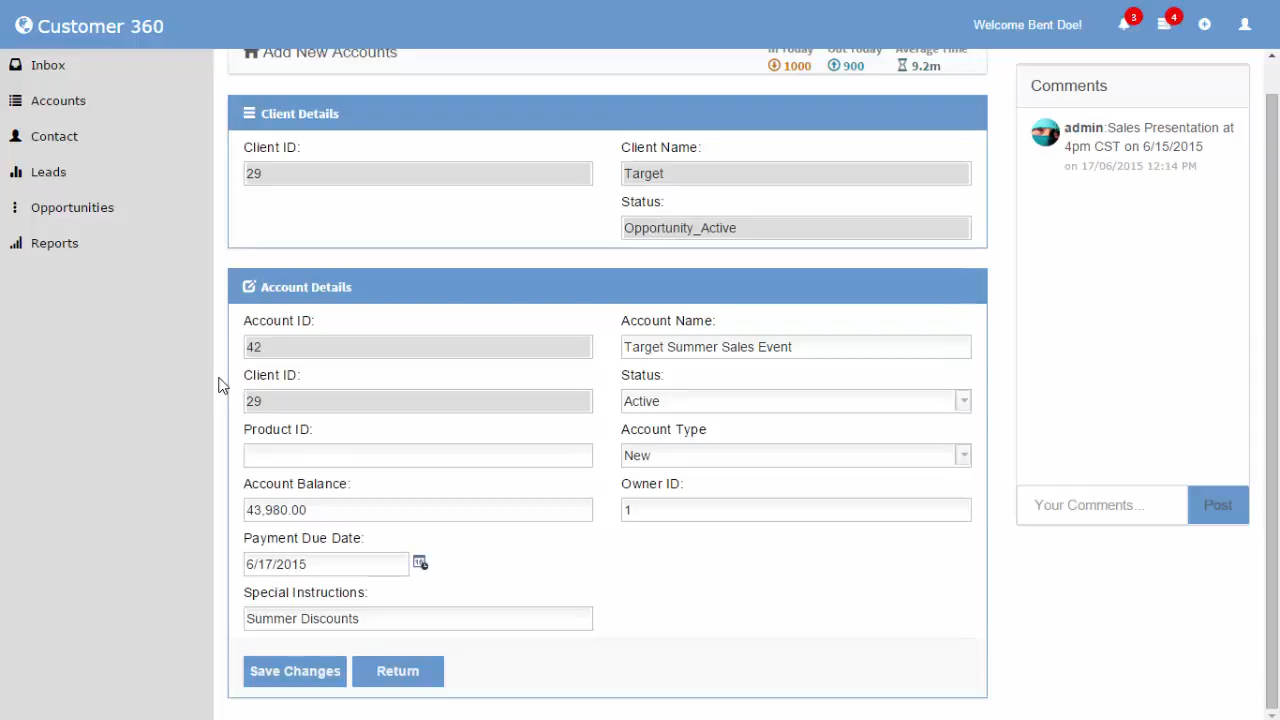 Customer 360
Welcome Bent Doe!
3
4
Inbox
Accounts
Contact
Leads
Opportunities
Reports
Add New Accounts
In Today
Out Today
Average Time
1000
900
9.2m
Client Details
Client ID:
Client Name:
29
Target
Status:
Opportunity_Active
Account Details
Account ID:
Account Name:
42
Target Summer Sales Event
Client ID:
Status:
29
Active
Product ID:
Account Type
New
Account Balance:
Owner ID:
43,980.00
1
Payment Due Date:
6/17/2015
Special Instructions:
Summer Discounts
Save Changes
Return
Comments
admin:Sales Presentation at
4pm CST on 6/15/2015
on 17/06/2015 12:14 PM
Your Comments...
Post